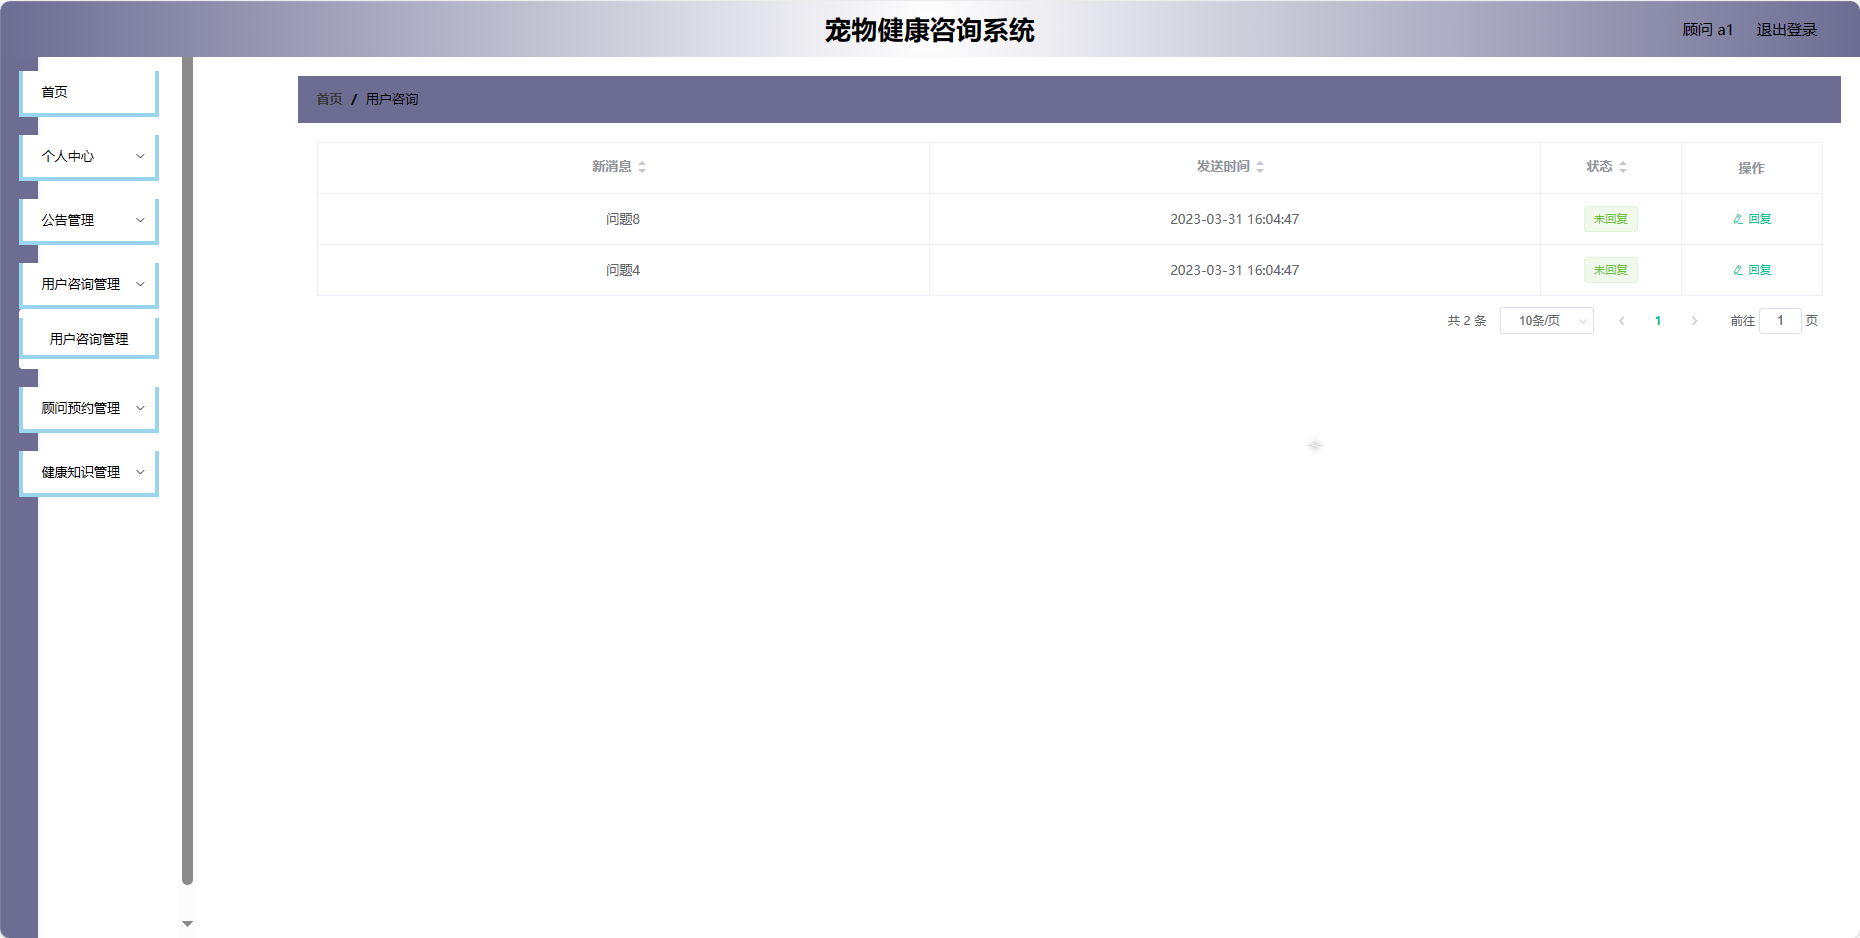 宠物健康咨询系统
顾问 a1 退出登录
首页
个人中心
公告管理
用户咨询管理
用户咨询管理
顾问预约管理
健康知识管理
首页 / 用户咨询
新消息 发送时间 状态 操作
问题8 2023-03-31 16:04:47 未回复 回复
问题4 2023-03-31 16:04:47 未回复 回复
共 2 条 10条/页 1 前往 1 页